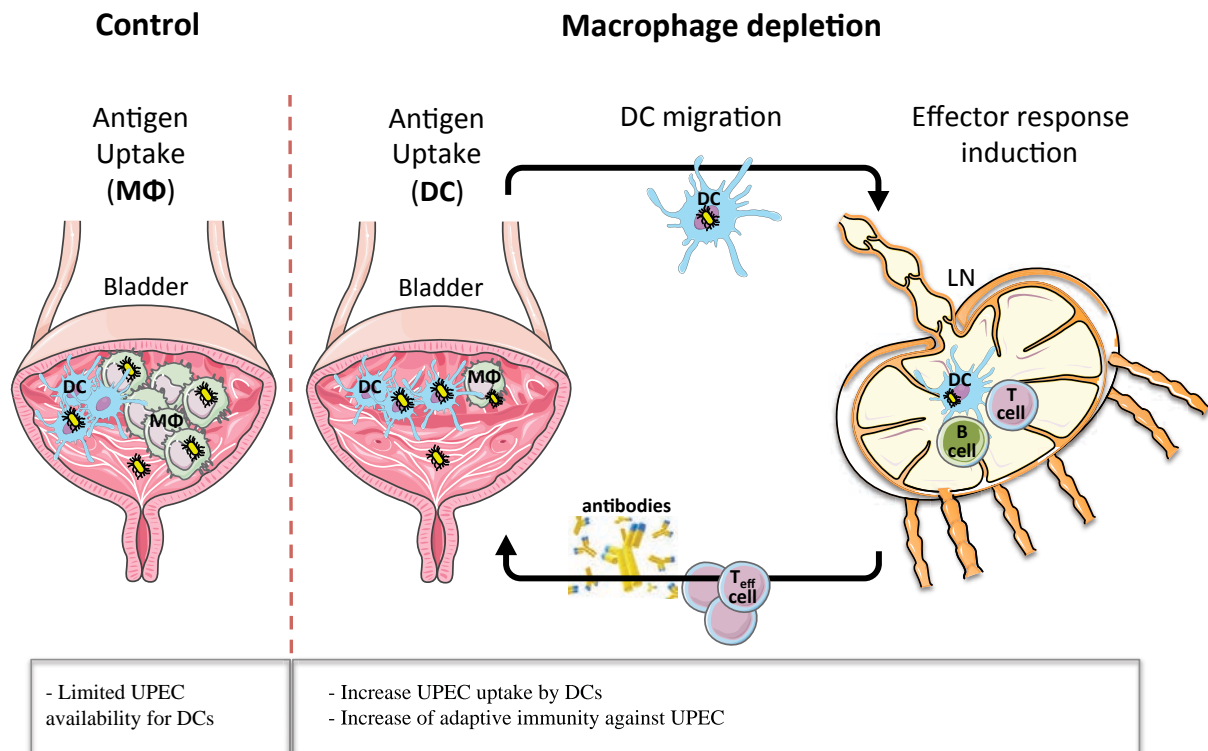 Control
Macrophage depletion
Antigen
Uptake
(MΦ)
Bladder
DC
MΦ
Antigen
Uptake
(DC)
Bladder
DC
MΦ
DC migration
DC
Effector response
induction
LN
DC
T
cell
B
cell
antibodies
Teff
cell
- Limited UPEC
availability for DCs
- Increase UPEC uptake by DCs
- Increase of adaptive immunity against UPEC